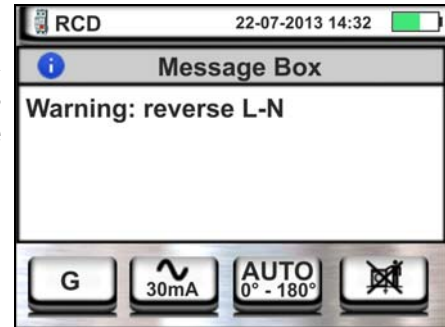 RCD 22-07-2013 14:32
Message Box
Warning: reverse L-N
G 30mA AUTO
0° - 180°